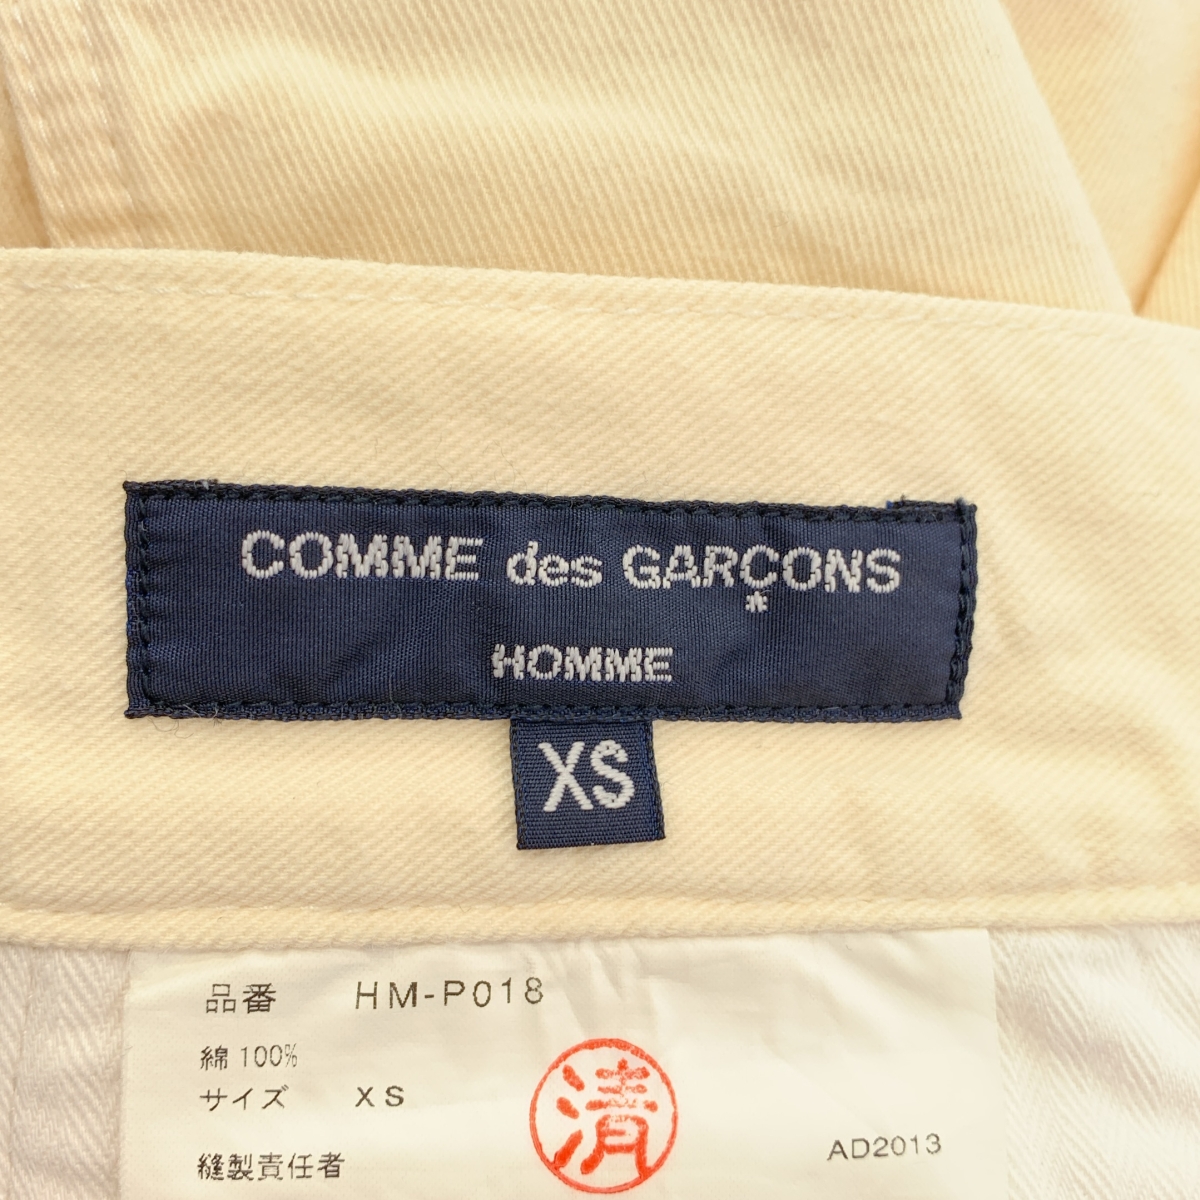 COMME des GARÇONS
*
HOMME
XS
品番 HM-P018
綿 100%
サイズ XS
縫製責任者 清
AD2013